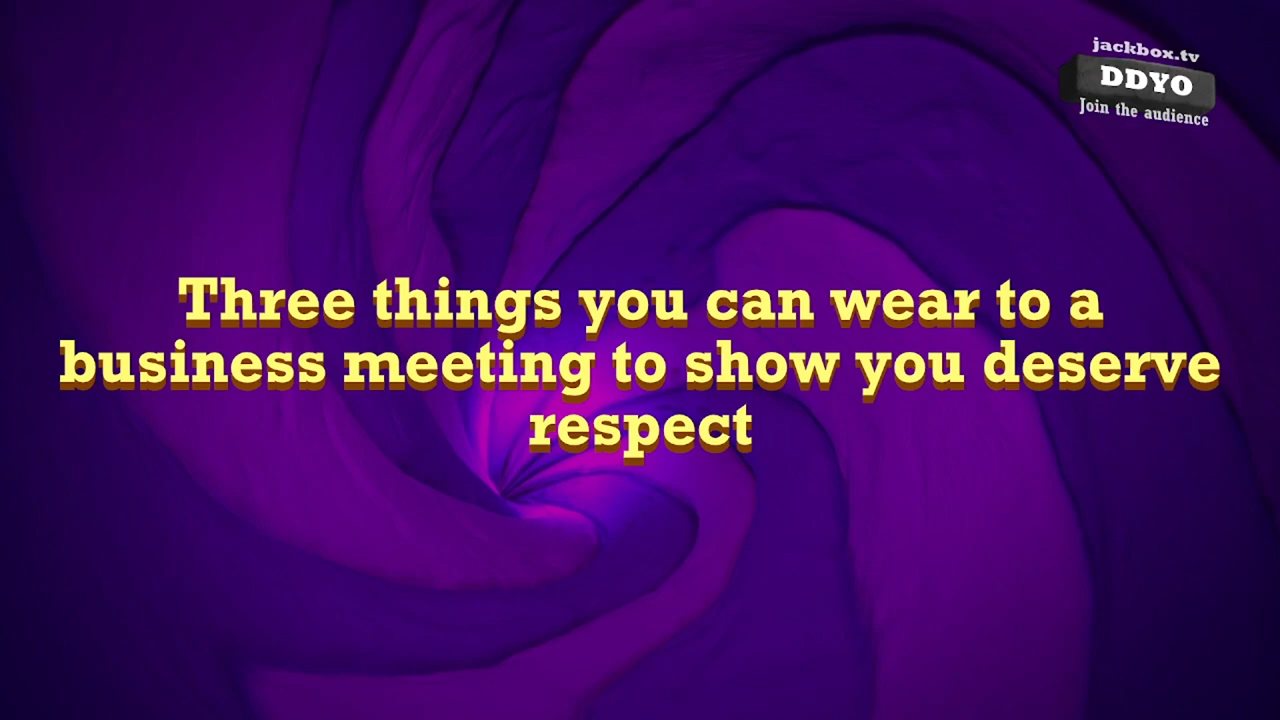 jackbox.tv
DDYO
Join the audience
Three things you can wear to a
business meeting to show you deserve
respect